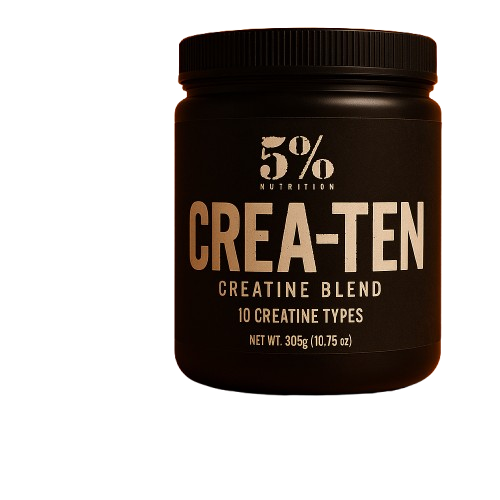 5%
NUTRITION
CREA-TEN
CREATINE BLEND
10 CREATINE TYPES
NET WT. 305g (10.75 oz)